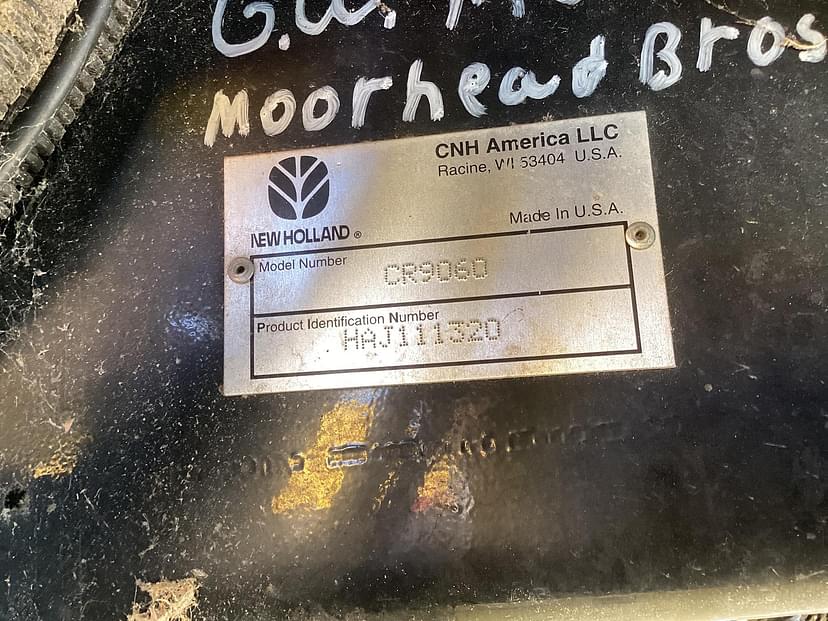 G.W.
Moorhead Bros
CNH America LLC
Racine, WI 53404 U.S.A.
Made In U.S.A.
NEW HOLLAND ®
Model Number
CR9060
Product Identification Number
HAJ111320